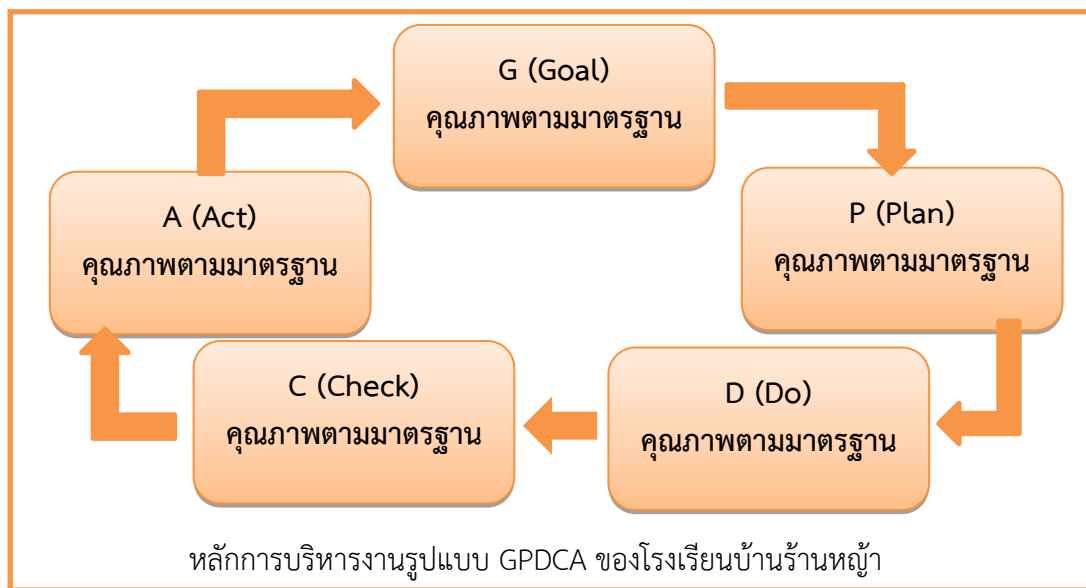 G (Goal)
คุณภาพตามมาตรฐาน
P (Plan)
คุณภาพตามมาตรฐาน
D (Do)
คุณภาพตามมาตรฐาน
C (Check)
คุณภาพตามมาตรฐาน
A (Act)
คุณภาพตามมาตรฐาน
หลักการบริหารงานรูปแบบ GPDCA ของโรงเรียนบ้านร้านหญ้า